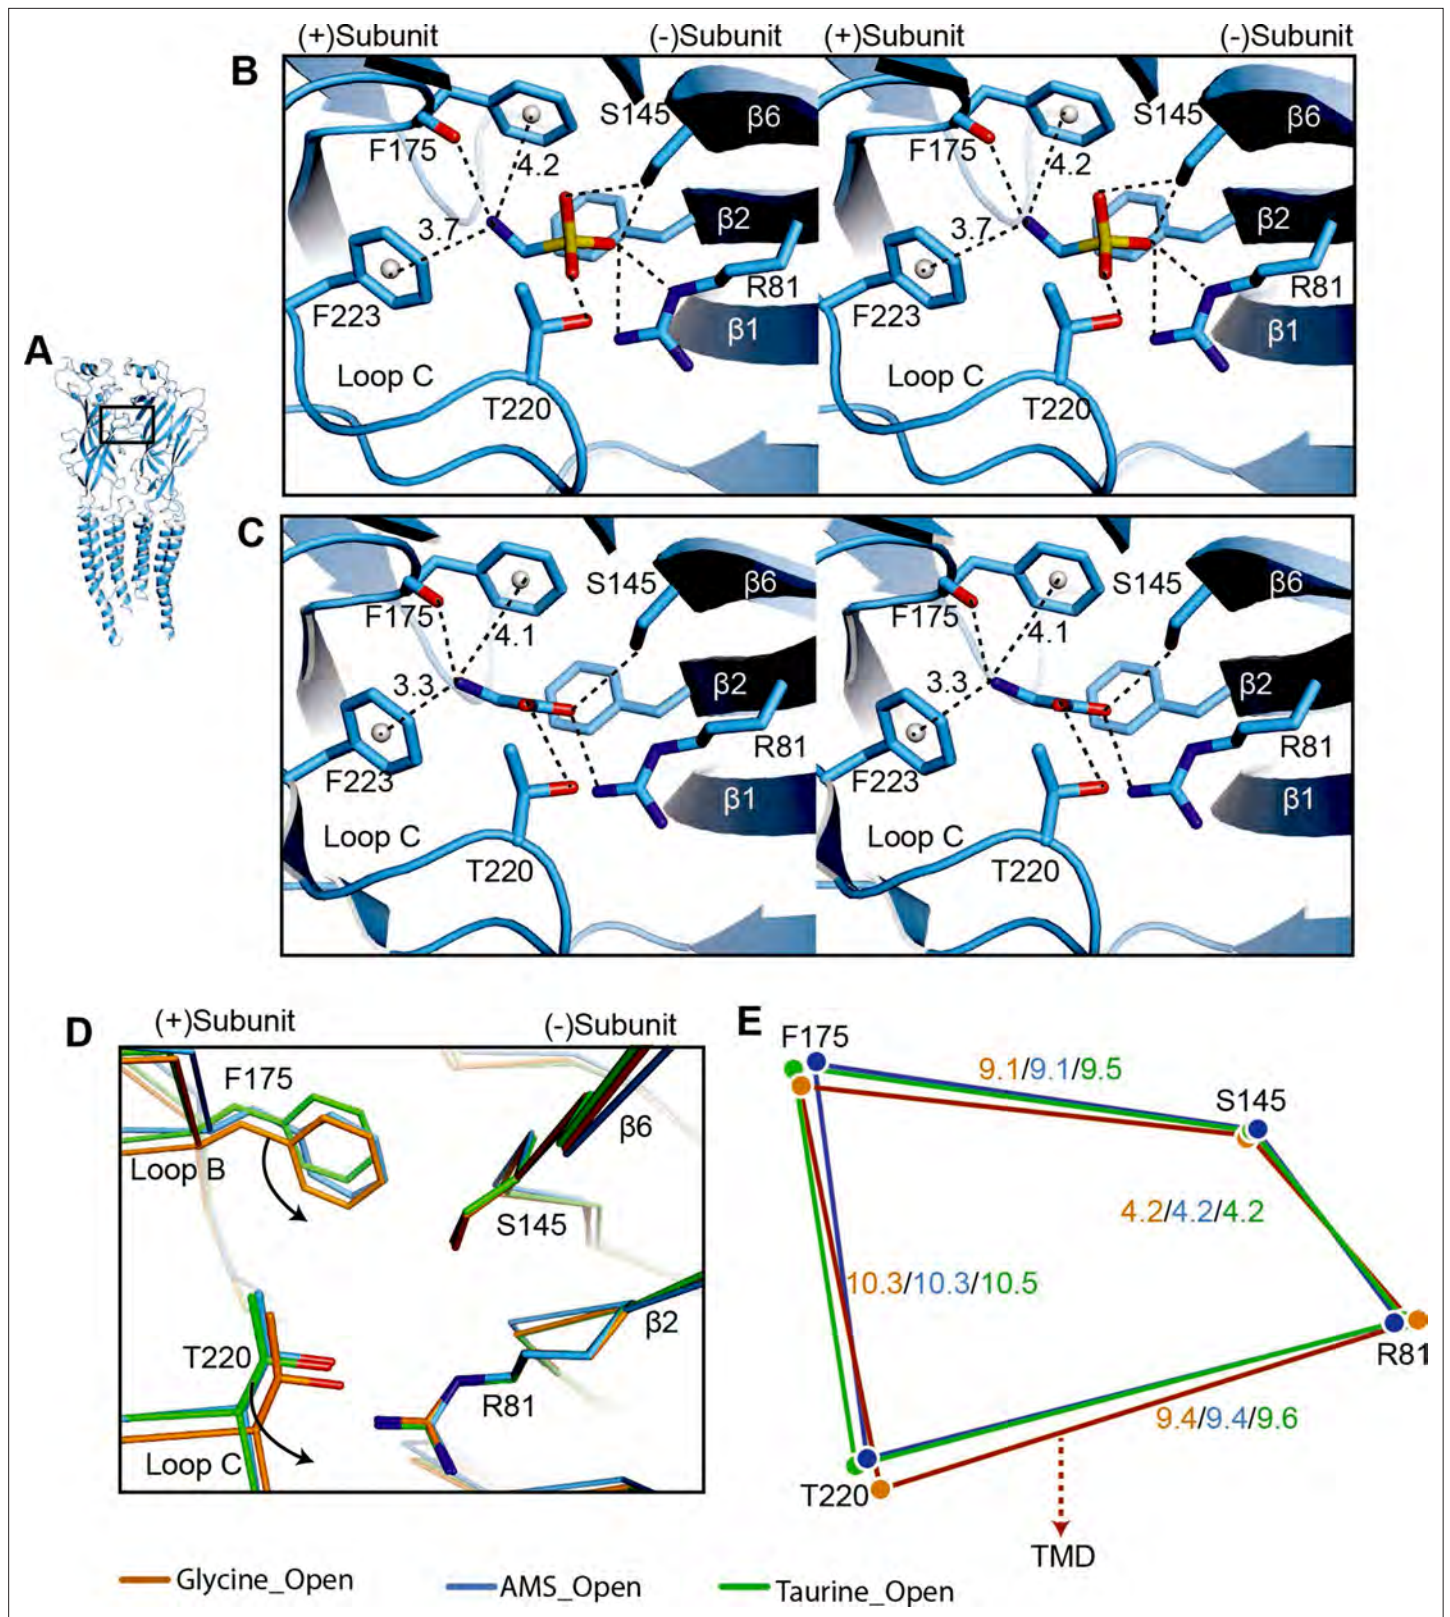 (+)Subunit (-)Subunit (+)Subunit (-)Subunit
B
S145 β6 S145 β6
F175 4.2 F175 4.2
3.7 β2 3.7 β2
R81 R81
F223 β1 F223 β1
A
Loop C Loop C
T220 T220
C
S145 β6 S145 β6
F175 4.1 F175 4.1
3.3 β2 3.3 β2
R81 R81
F223 β1 F223 β1
Loop C Loop C
T220 T220
D (+)Subunit (-)Subunit
F175
β6
Loop B
S145
β2
T220
R81
Loop C
E
F175
9.1/9.1/9.5
S145
4.2/4.2/4.2
10.3/10.3/10.5
R81
9.4/9.4/9.6
T220
TMD
Glycine_Open AMS_Open Taurine_Open